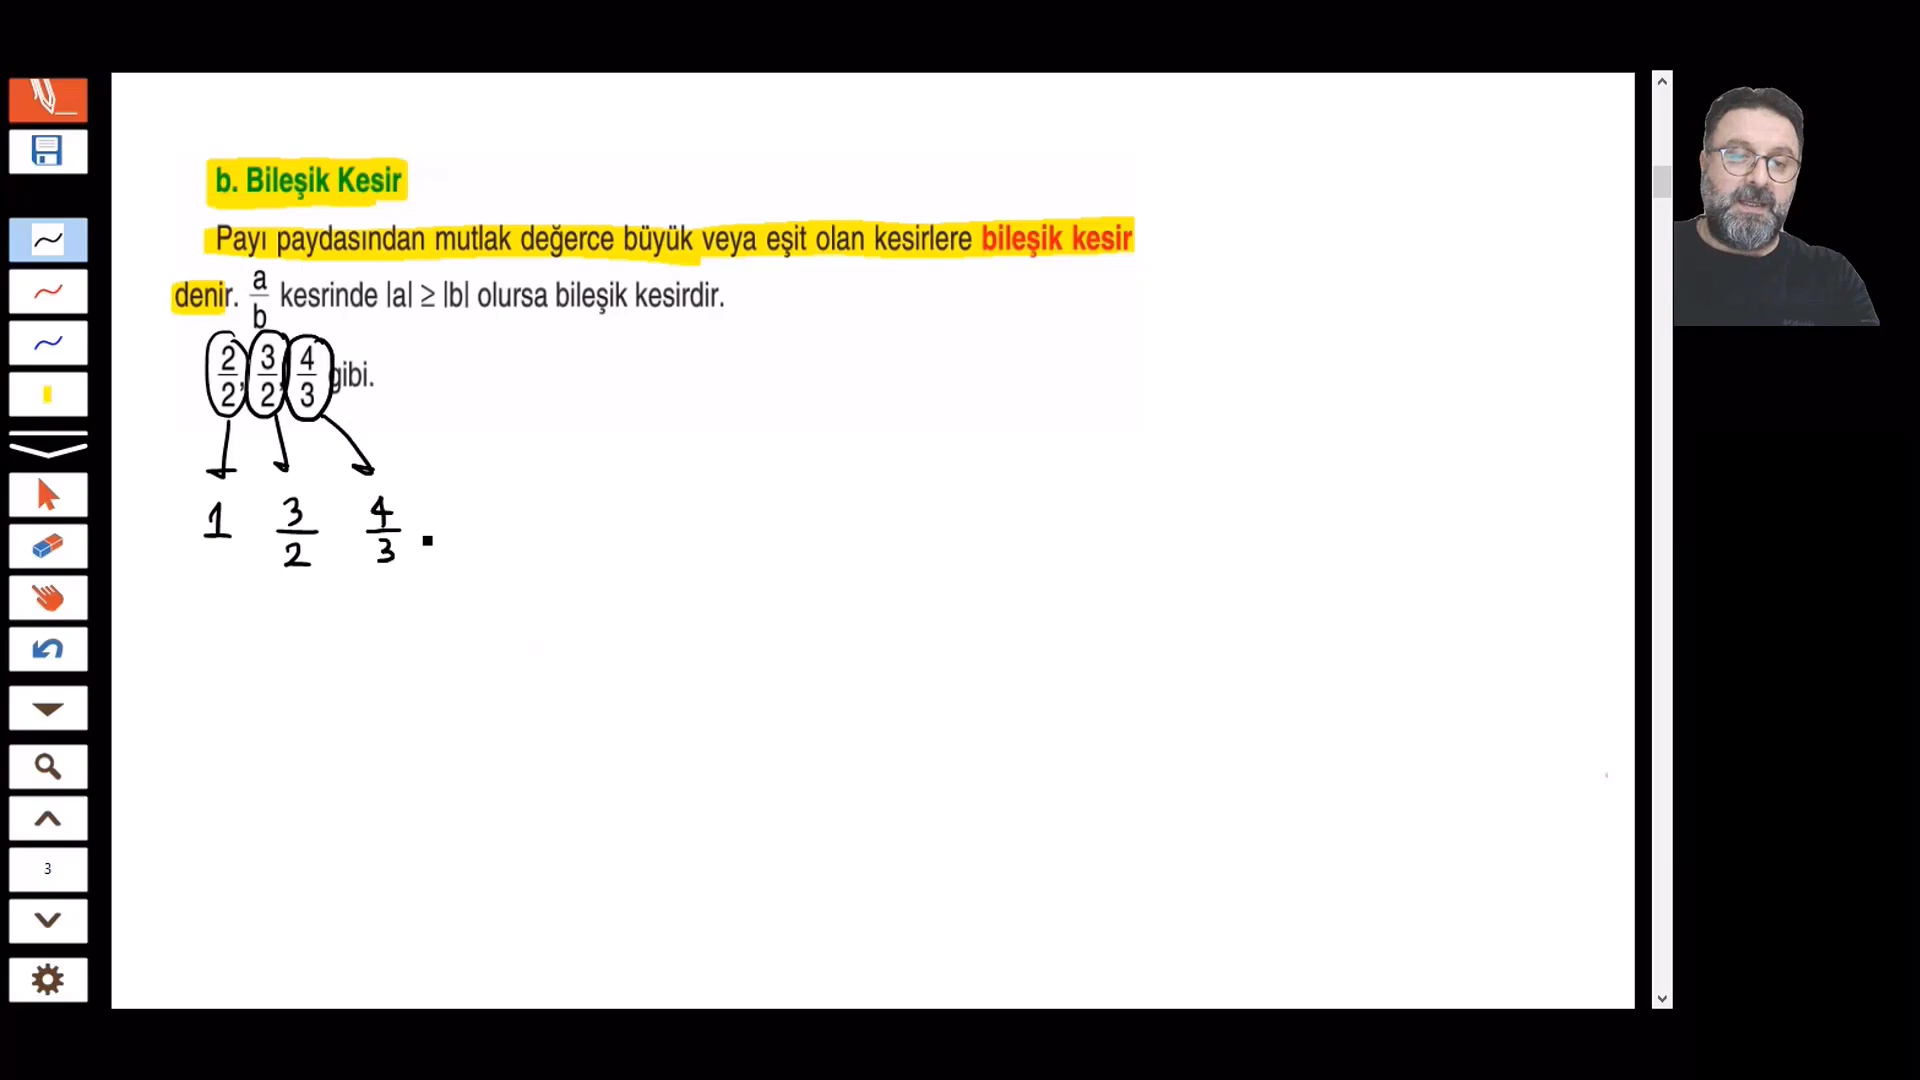 b. Bileşik Kesir
Payı paydasından mutlak değerce büyük veya eşit olan kesirlere bileşik kesir
denir. a/b kesrinde |a| ≥ |b| olursa bileşik kesirdir.
2/2, 3/2, 4/3 gibi.
1 3/2 4/3 .
3